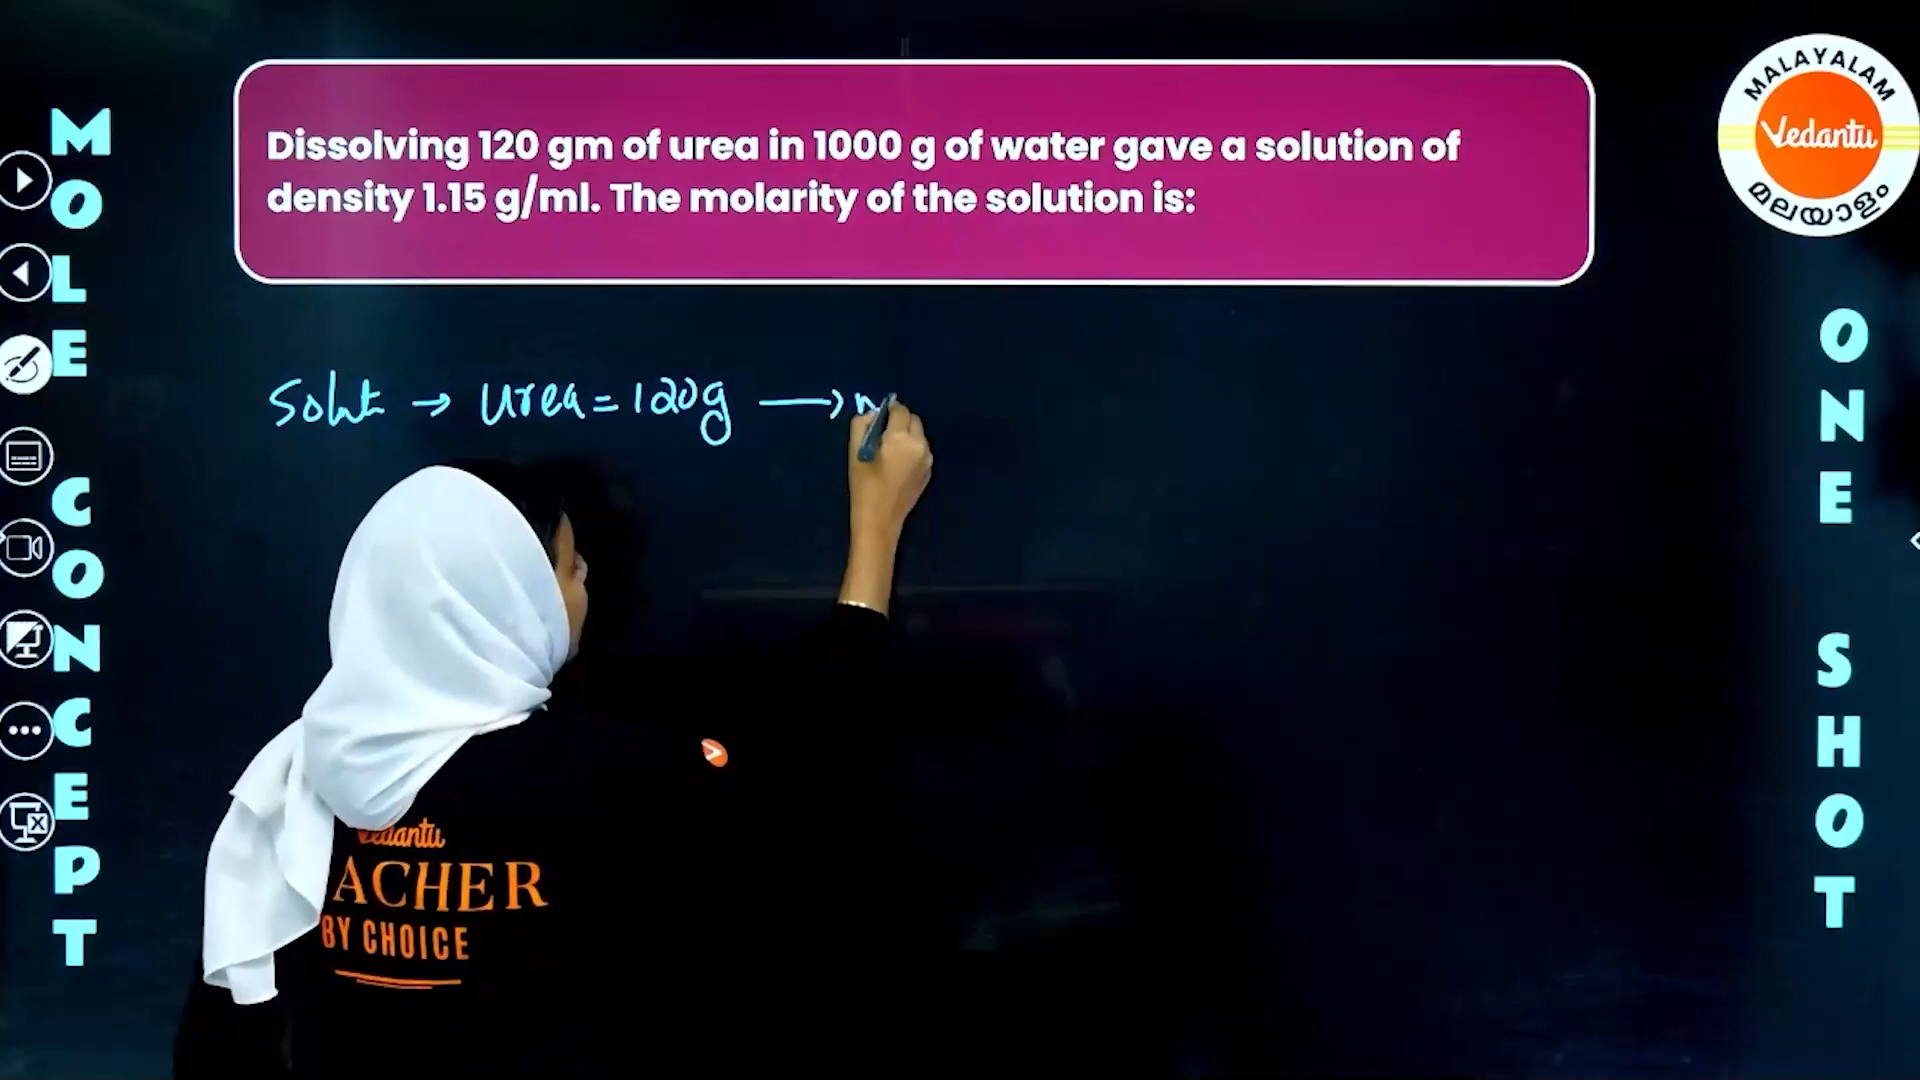 Dissolving 120 gm of urea in 1000 g of water gave a solution of
density 1.15 g/ml. The molarity of the solution is:
MALAYALAM
Vedantu
മലയാളം
MOLE CONCEPT
ONE SHOT
Solute → Urea = 120g →
Vedantu
ACHER
BY CHOICE